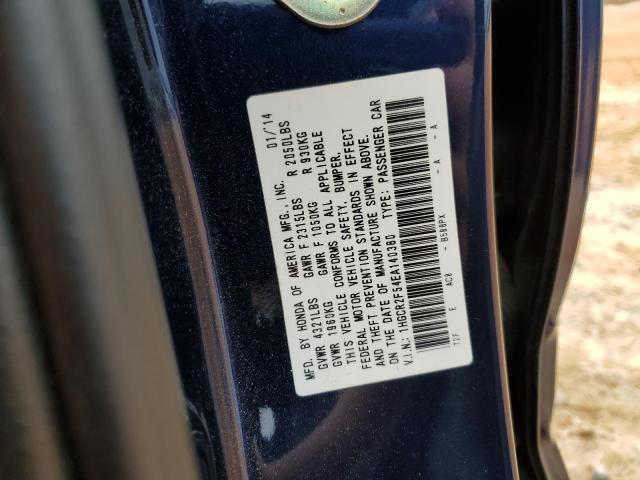 MFD. BY HONDA OF AMERICA MFG., INC. 01/'14
GVWR 4321LBS GAWR F 2315LBS R 2050LBS
GVWR 1960KG GAWR F 1050KG R 930KG
THIS VEHICLE CONFORMS TO ALL APPLICABLE
FEDERAL MOTOR VEHICLE SAFETY, BUMPER,
AND THEFT PREVENTION STANDARDS IN EFFECT
ON THE DATE OF MANUFACTURE SHOWN ABOVE.
V.I.N.: 1HGCR2F54EA140380 TYPE: PASSENGER CAR
T2F E AC8 - B588PX - A - A